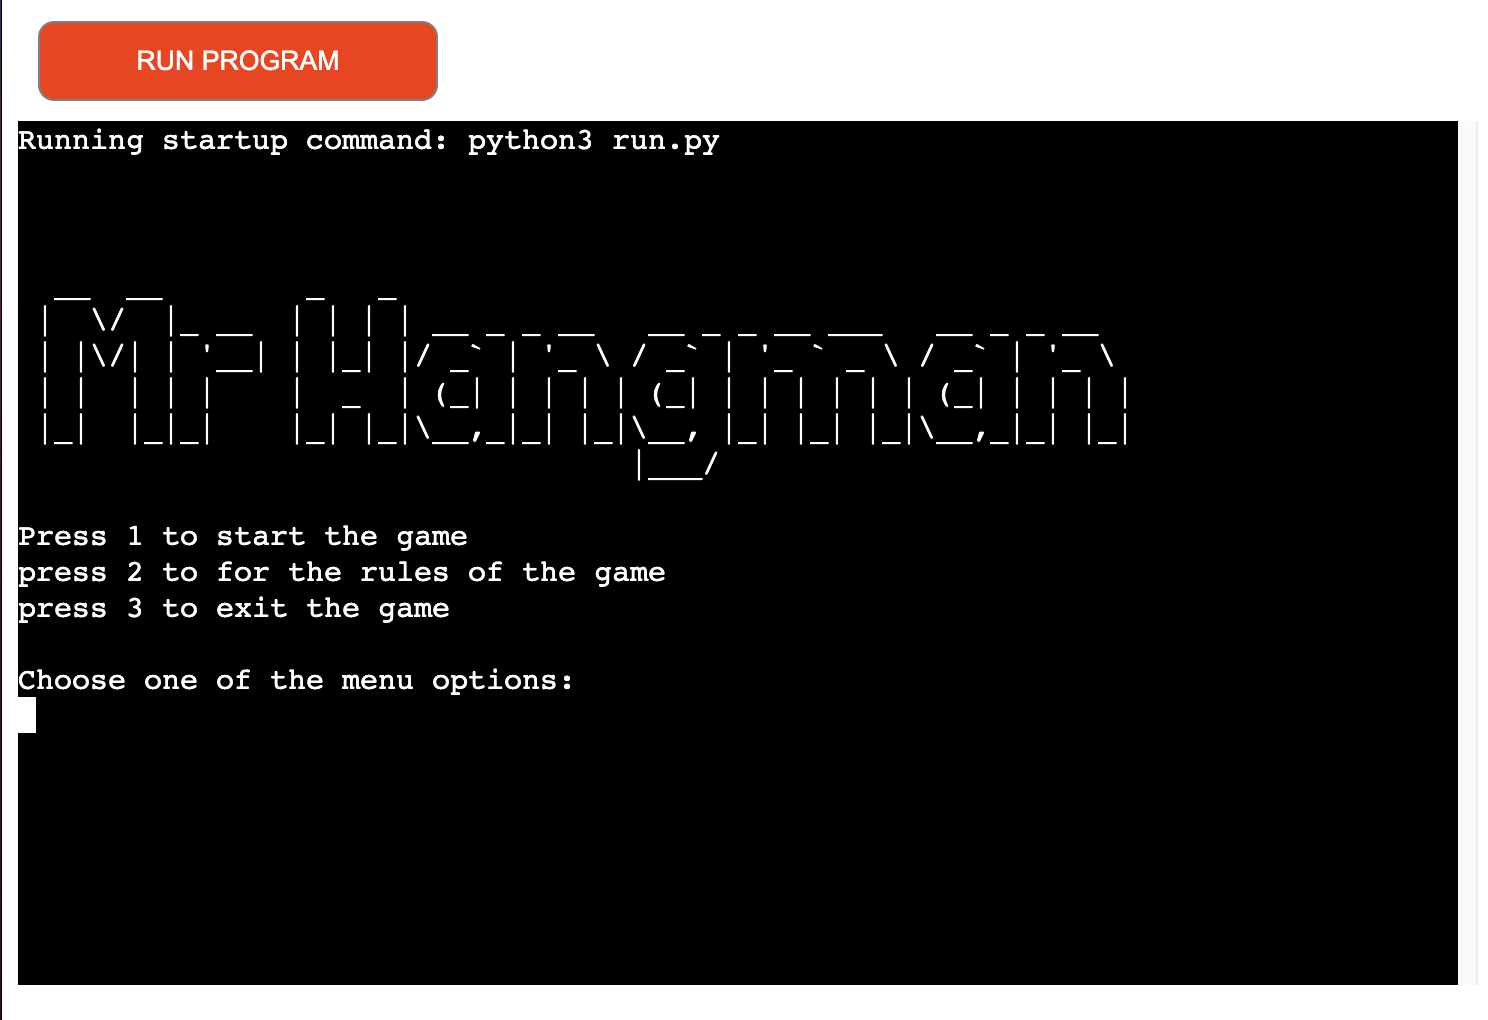 RUN PROGRAM
Running startup command: python3 run.py
Mr Hangman
Press 1 to start the game
press 2 to for the rules of the game
press 3 to exit the game
Choose one of the menu options: